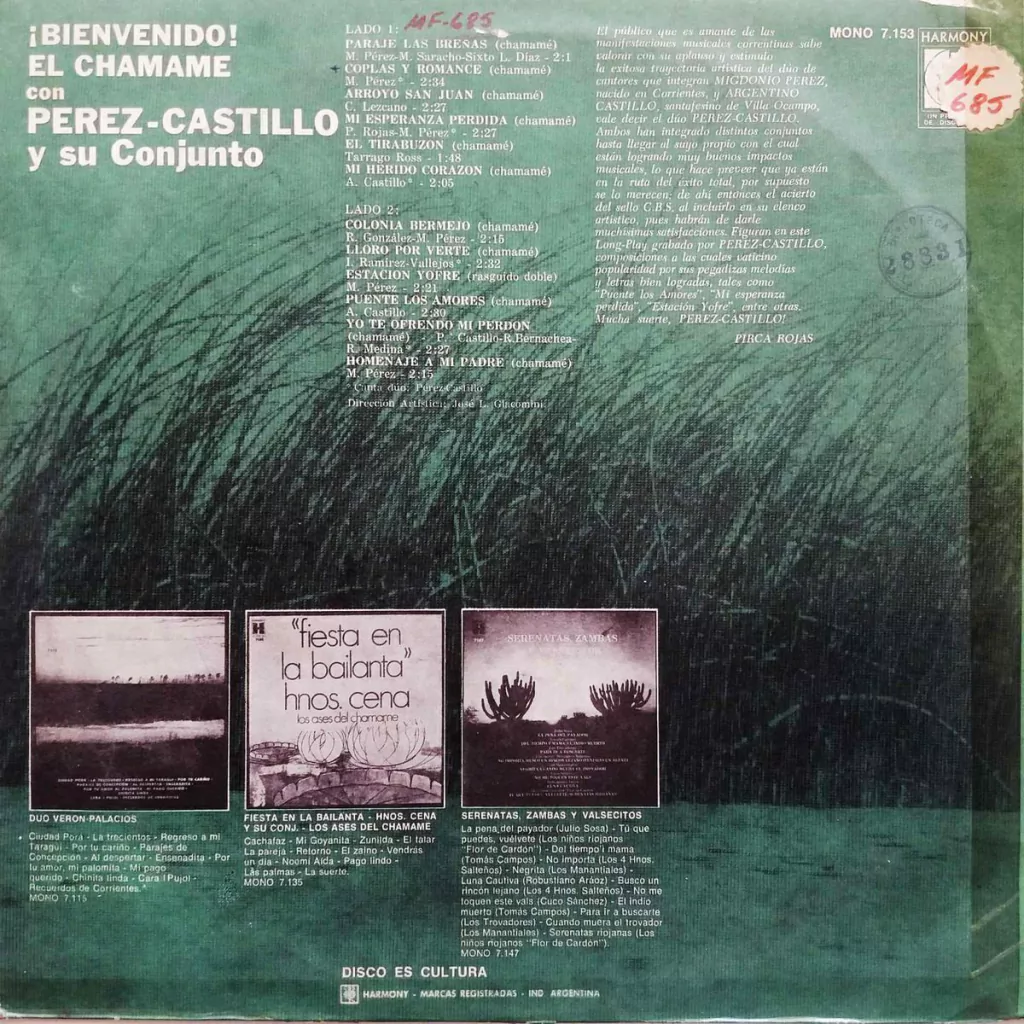 ¡BIENVENIDO!
EL CHAMAME
con
PEREZ-CASTILLO
y su Conjunto
MF-685
LADO 1:
PARAJE LAS BREÑAS (chamamé)
M. Pérez-M. Saracho-Sixto L. Díaz - 2:1
COPLAS Y ROMANCE (chamamé)
M. Pérez* - 2:34
ARROYO SAN JUAN (chamamé)
C. Lezcano - 2:27
MI ESPERANZA PERDIDA (chamamé)
P. Rojas-M. Pérez* - 2:27
EL TIRABUZON (chamamé)
Tarrago Ross - 1:48
MI HERIDO CORAZON (chamamé)
A. Castillo* - 2:05
LADO 2:
COLONIA BERMEJO (chamamé)
R. González-M. Pérez - 2:15
LLORO POR VERTE (chamamé)
I. Ramírez-Vallejos* - 2:32
ESTACION YOFRE (rasguido doble)
M. Pérez - 2:21
PUENTE LOS AMORES (chamamé)
A. Castillo - 2:30
YO TE OFRENDO MI PERDON
(chamamé) - P. Castillo-R.Bernachea-
R. Medina* - 2:27
HOMENAJE A MI PADRE (chamamé)
M. Pérez - 2:15
*Canta dúo: Pérez-Castillo
Dirección Artística: José L. Giacomini
El público que es amante de las
manifestaciones musicales correntinas sabe
valorar con su aplauso y estímulo
la exitosa trayectoria artística del dúo de
cantores que integran MIGDONIO PEREZ,
nacido en Corrientes, y ARGENTINO
CASTILLO, santafesino de Villa Ocampo,
vale decir el dúo PEREZ-CASTILLO.
Ambos han integrado distintos conjuntos
hasta llegar al suyo propio con el cual
están logrando muy buenos impactos
musicales, lo que hace preveer que ya están
en la ruta del éxito total, por supuesto
se lo merecen; de ahí entonces el acierto
del sello C.B.S. al incluirlo en su elenco
artístico, pues habrán de darle
muchísimas satisfacciones. Figuran en este
Long-Play grabado por PEREZ-CASTILLO,
composiciones a las cuales vaticino
popularidad por sus pegadizas melodías
y letras bien logradas, tales como
"Puente los Amores", "Mi esperanza
perdida", "Estación Yofre", entre otras.
Mucha suerte, PEREZ-CASTILLO!
PIRCA ROJAS
MONO 7.153
HARMONY
MF
685
28331
"fiesta en
la bailanta"
hnos. cena
los ases del chamame
SERENATAS, ZAMBAS
DUO VERON-PALACIOS
Ciudad Porá - La trocientos - Regreso a mi
Taragüí - Por tu cariño - Parajes de
Concepción - Al despertar - Ensenadita - Por
tu amor, mi palomita - Mi pago
querido - Chinita linda - Cara I Pujol -
Recuerdos de Corrientes.
MONO 7.115
FIESTA EN LA BAILANTA - HNOS. CENA
Y SU CONJ. - LOS ASES DEL CHAMAME
Cachafaz - Mi Goyanita - Zunilda - El talar
La pareja - Retorno - El zaino - Vendrás
un día - Noemí Aida - Pago lindo -
Las palmas - La suerte.
MONO 7.135
SERENATAS, ZAMBAS Y VALSECITOS
La pena del payador (Julio Sosa) - Tú que
puedes, vuélvete (Los niños riojanos
"Flor de Cardón") - Del tiempo i mama
(Tomás Campos) - No importa (Los 4 Hnos.
Salteños) - Negrita (Los Manantiales) -
Luna Cautiva (Robustiano Aráoz) - Busco un
rincón lejano (Los 4 Hnos. Salteños) - No me
toquen este vals (Cuco Sánchez) - El indio
muerto (Tomás Campos) - Para ir a buscarte
(Los Trovadores) - Cuando muera el trovador
(Los Manantiales) - Serenatas riojanas (Los
niños riojanos "Flor de Cardón").
MONO 7.147
DISCO ES CULTURA
HARMONY - MARCAS REGISTRADAS - IND ARGENTINA